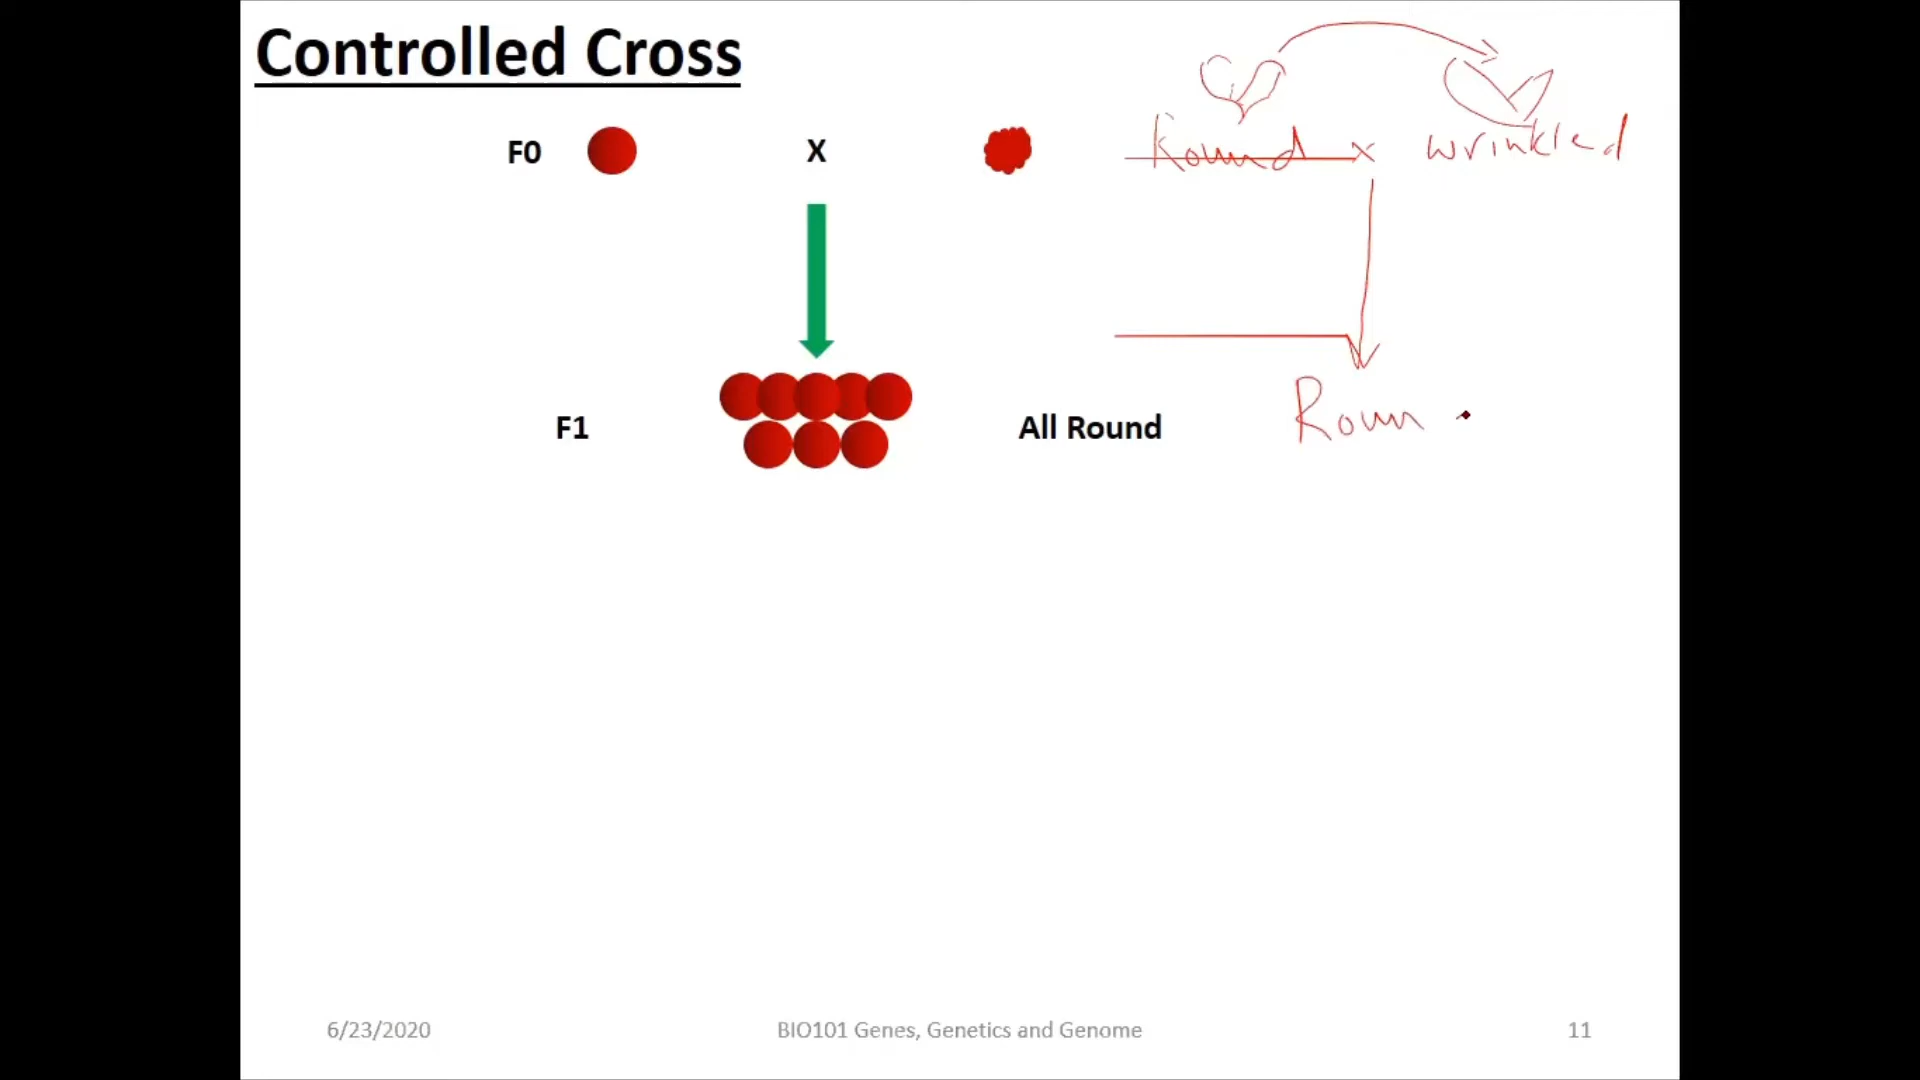 Controlled Cross
F0 X Round x wrinkled
F1 All Round Roun
6/23/2020 BIO101 Genes, Genetics and Genome 11